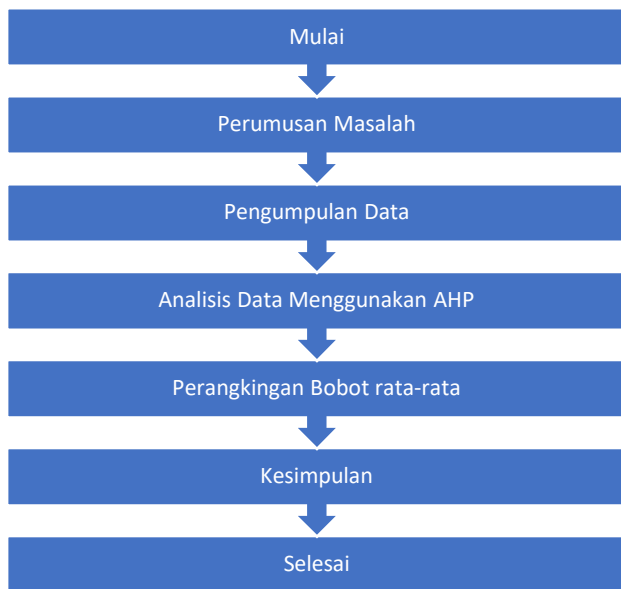 Mulai
Perumusan Masalah
Pengumpulan Data
Analisis Data Menggunakan AHP
Perangkingan Bobot rata-rata
Kesimpulan
Selesai